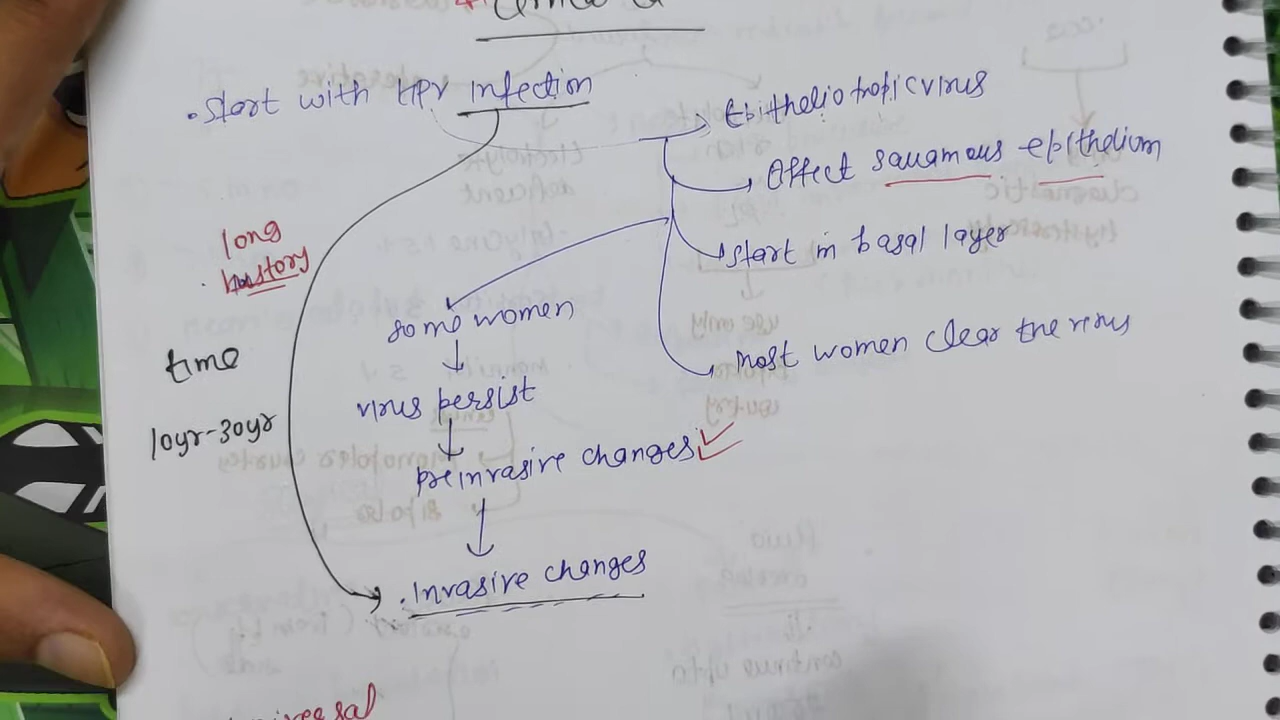 . Start with HPV infection
Epitheliotropic virus
Affect squamous epithelium
long
history
start in basal layer
some women
most women clear the virus
time
10yr-30yr
virus persist
preinvasive changes
. Invasive changes